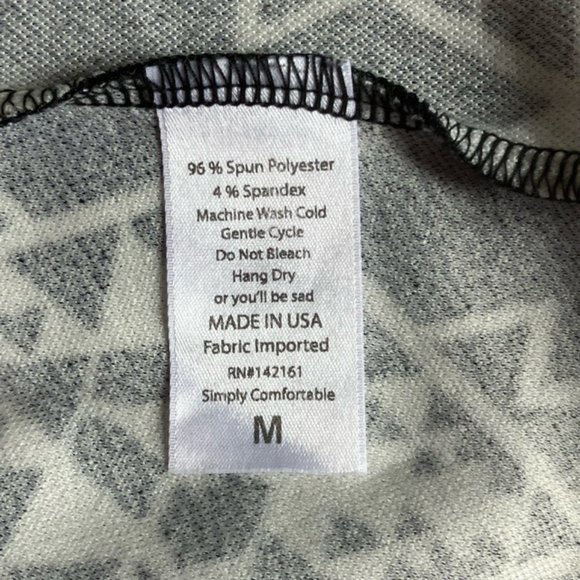 96 % Spun Polyester
4 % Spandex
Machine Wash Cold
Gentle Cycle
Do Not Bleach
Hang Dry
or you'll be sad
MADE IN USA
Fabric Imported
RN#142161
Simply Comfortable
M